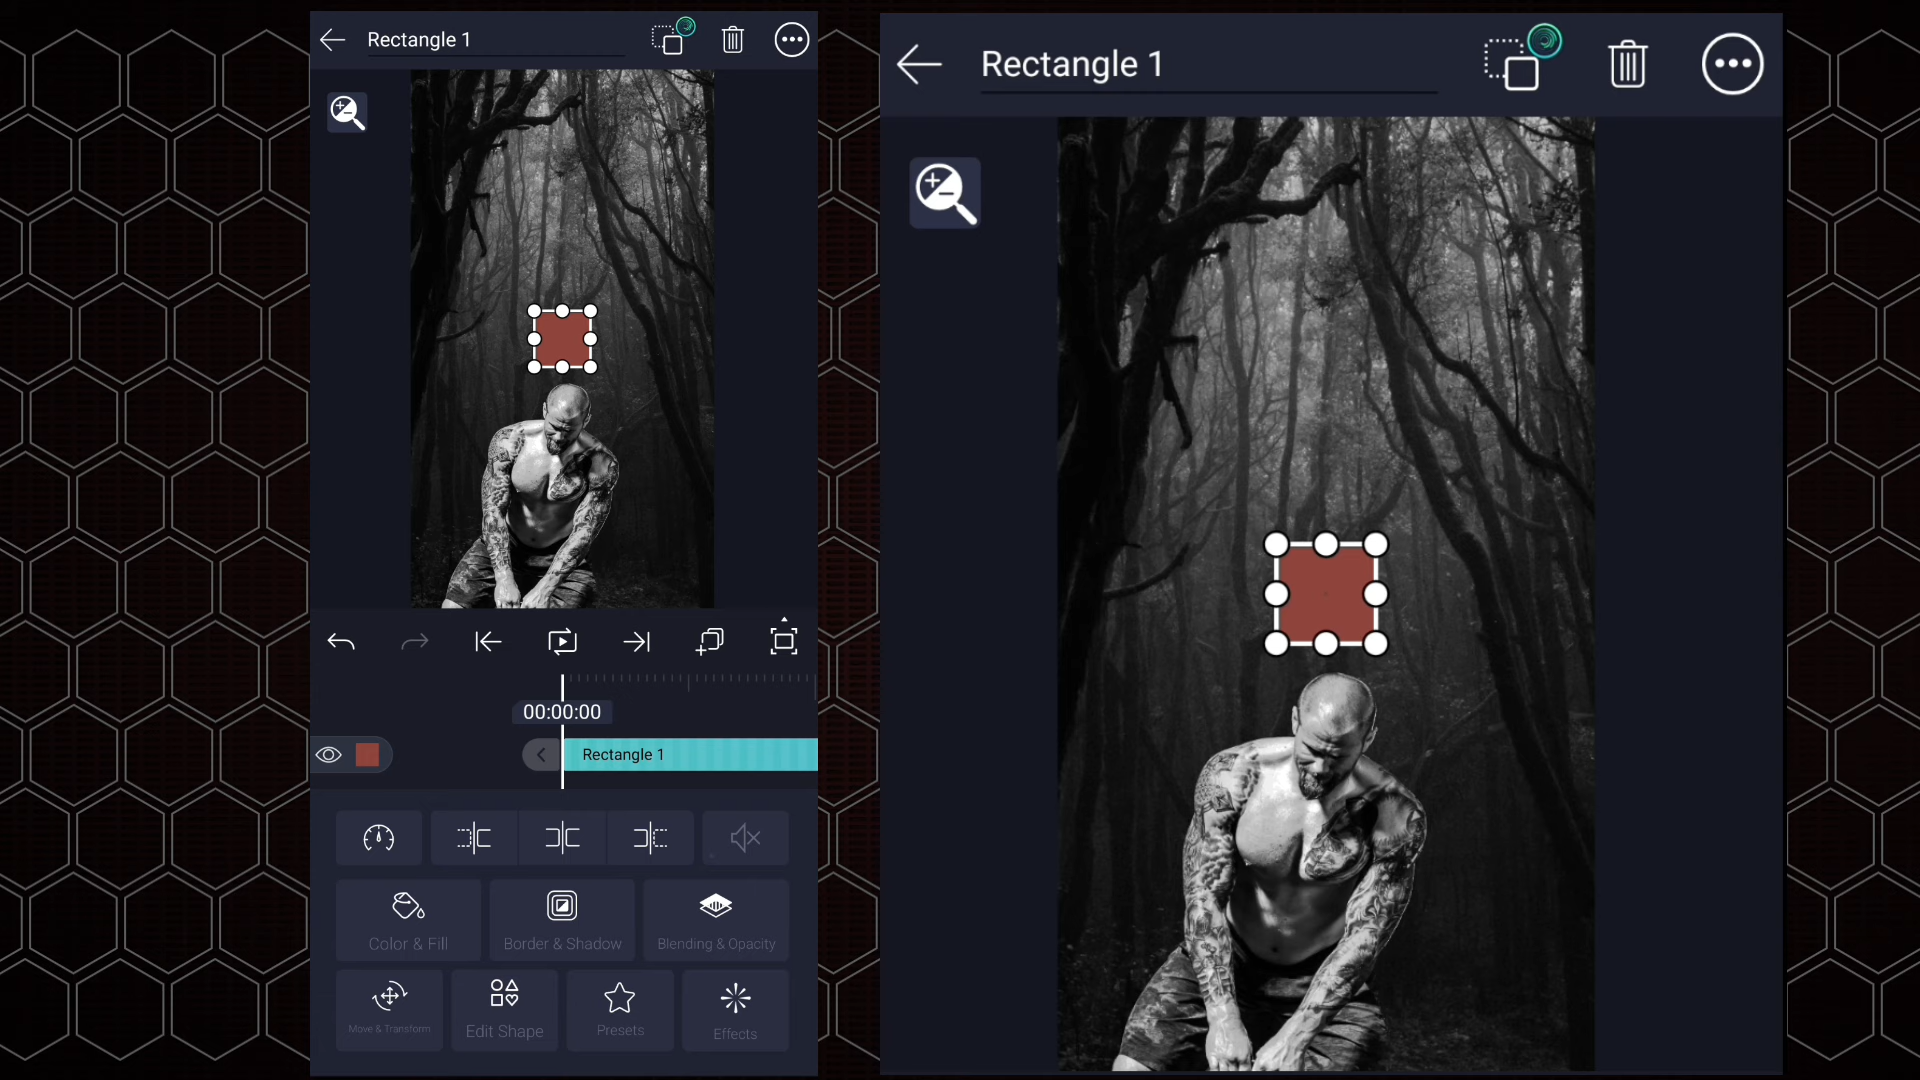 Rectangle 1
00:00:00
Rectangle 1
Color & Fill
Border & Shadow
Blending & Opacity
Move & Transform
Edit Shape
Presets
Effects
Rectangle 1